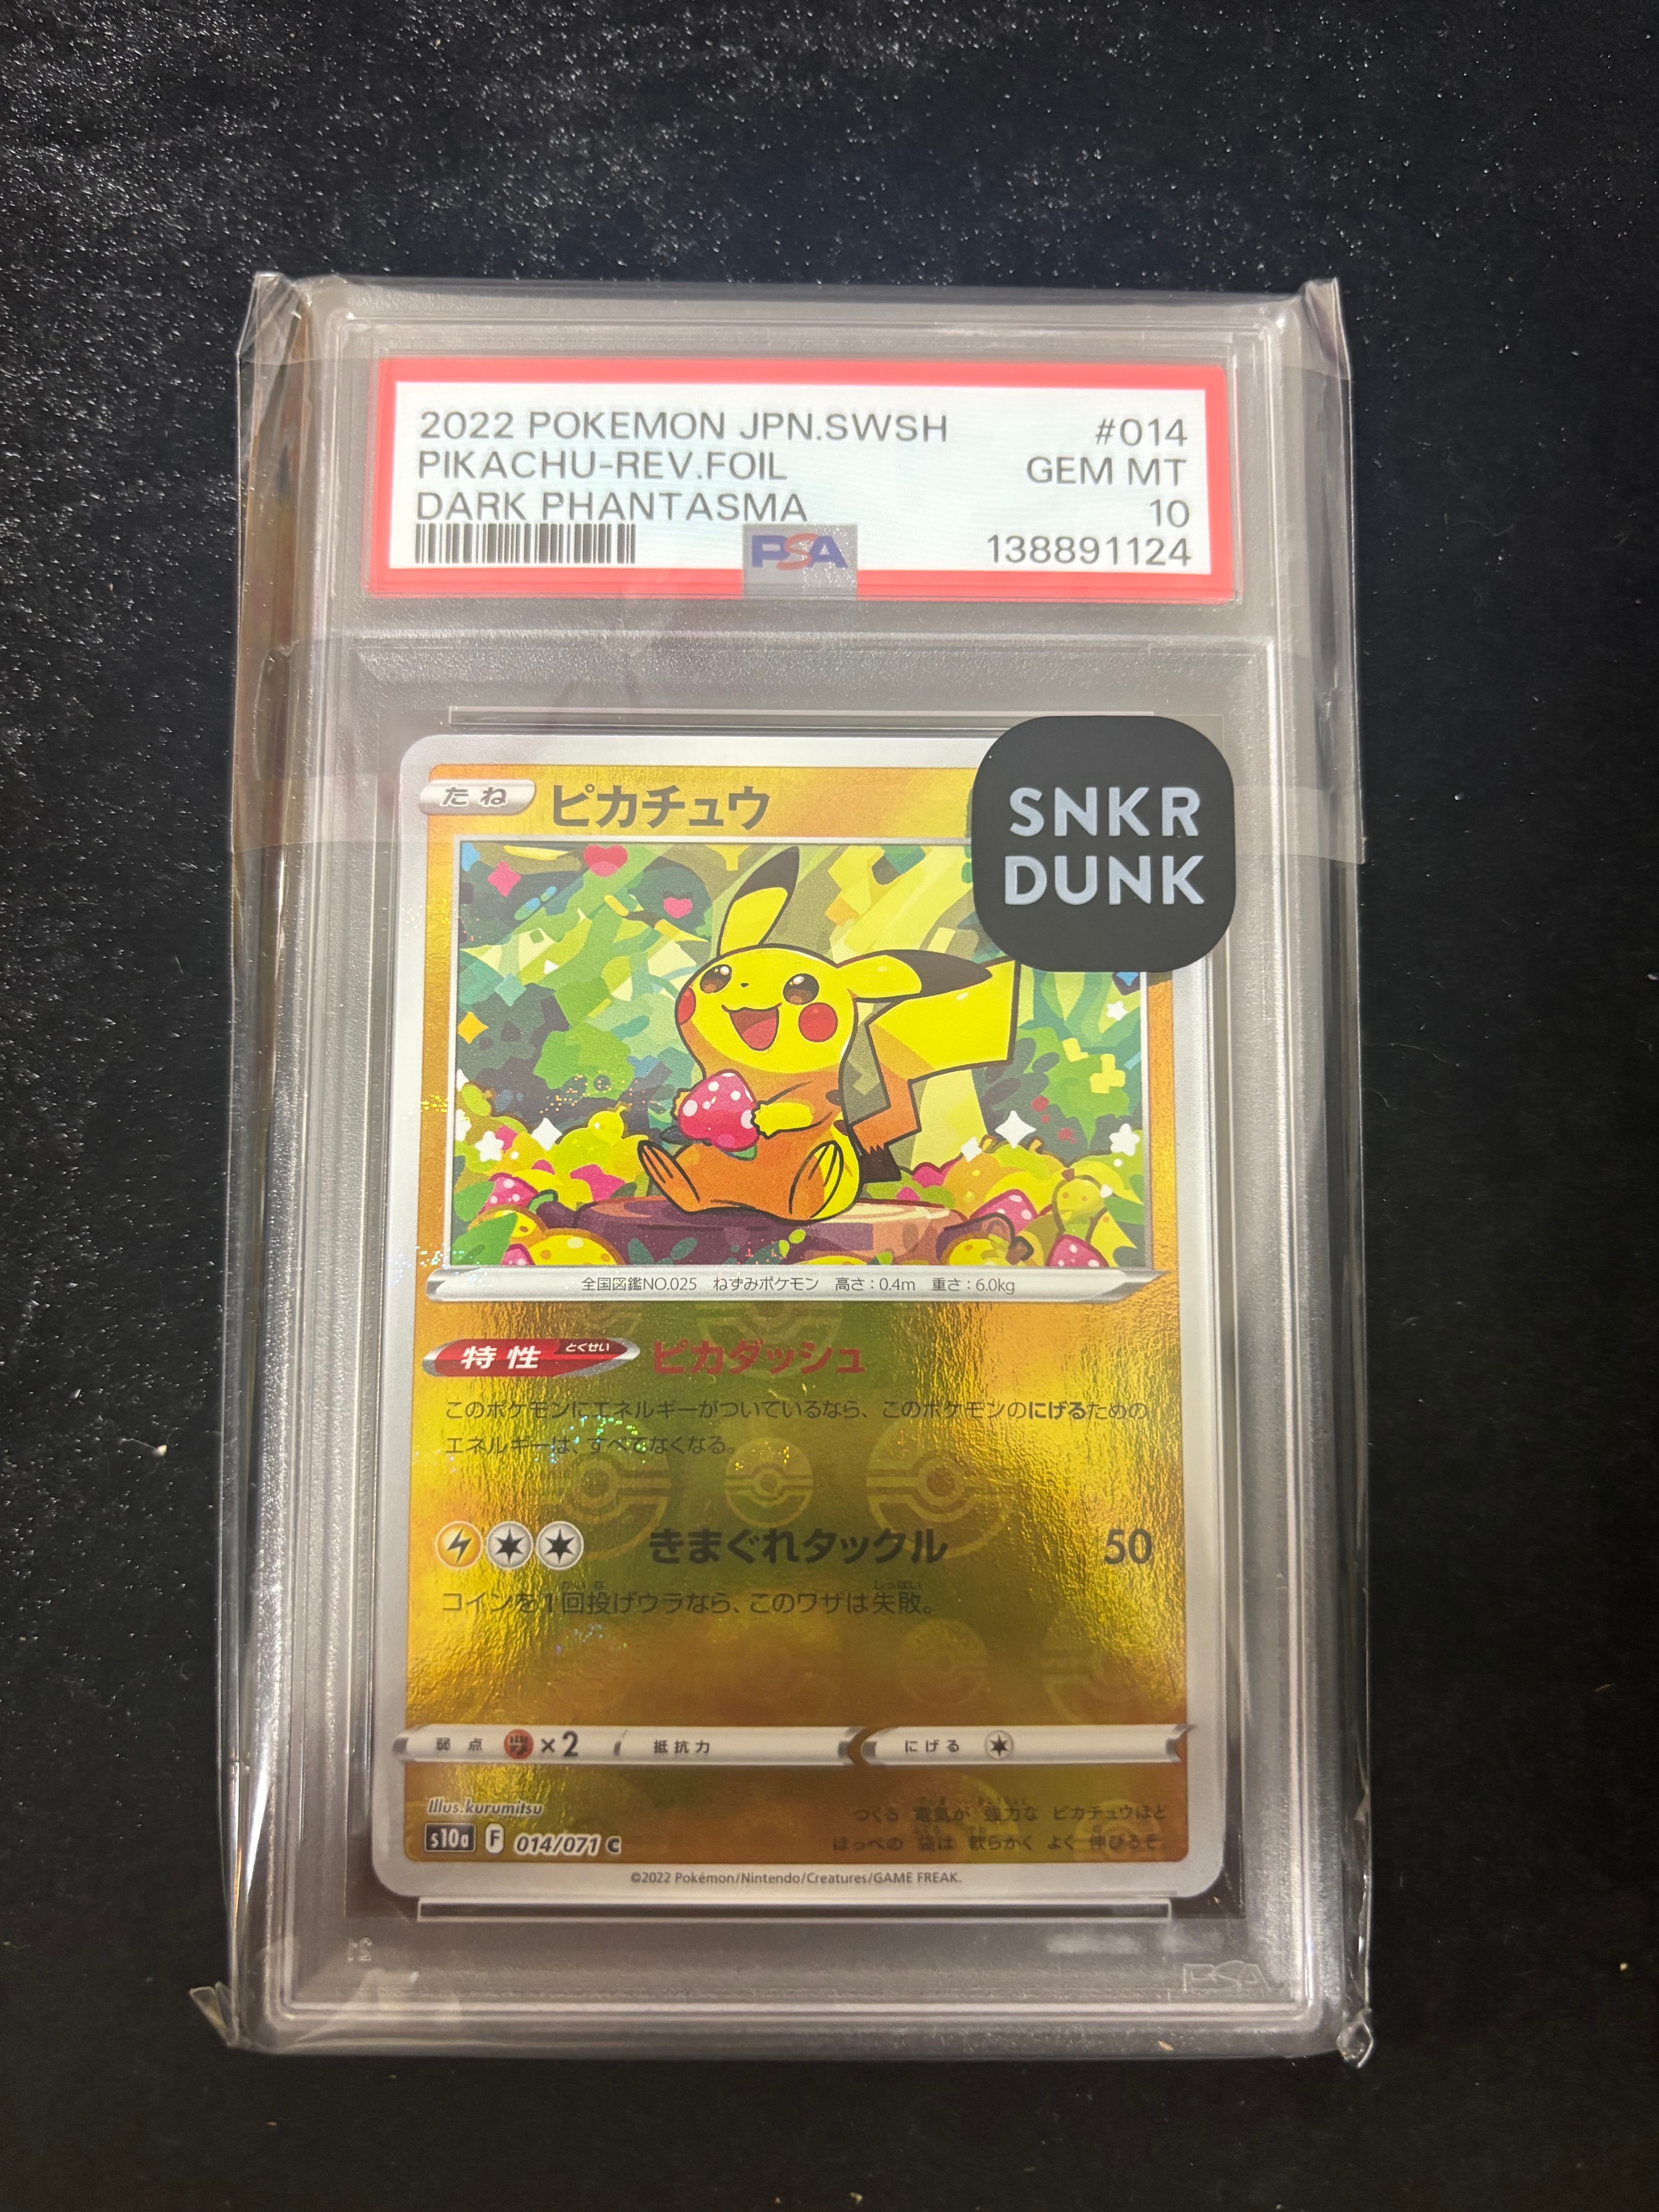 2022 POKEMON JPN.SWSH #014
PIKACHU-REV.FOIL GEM MT
DARK PHANTASMA 10
PSA 138891124
SNKR
DUNK
たね ピカチュウ
全国図鑑NO.025 ねずみポケモン 高さ:0.4m 重さ:6.0kg
特性 とくせい ピカダッシュ
このポケモンにエネルギーがついているなら、このポケモンのにげるための
エネルギーは、すべてなくなる。
きまぐれタックル 50
コインを1回投げウラなら、このワザは失敗。
弱点 ×2 抵抗力 にげる
Illus.kurumitsu
つくる 電気が 強力な ピカチュウほど
s10a F 014/071 C
ほっぺの 袋は 軟らかく よく 伸びるぞ。
©2022 Pokémon/Nintendo/Creatures/GAME FREAK.
PSA